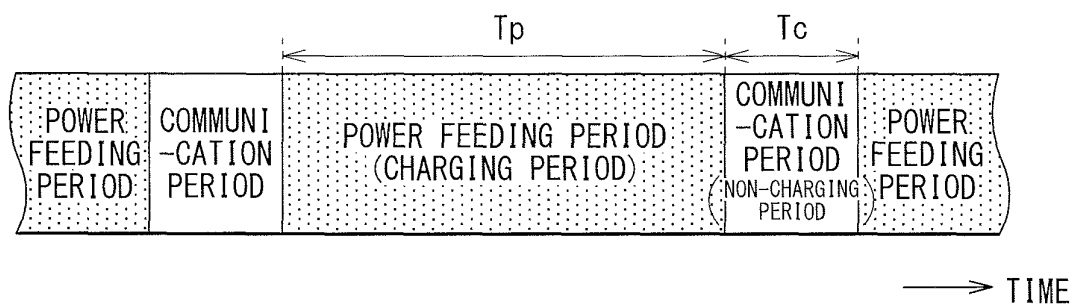 Tp
Tc
POWER
FEEDING
PERIOD
COMMUNI
-CATION
PERIOD
POWER FEEDING PERIOD
(CHARGING PERIOD)
COMMUNI
-CATION
PERIOD
(NON-CHARGING
PERIOD)
POWER
FEEDING
PERIOD
TIME